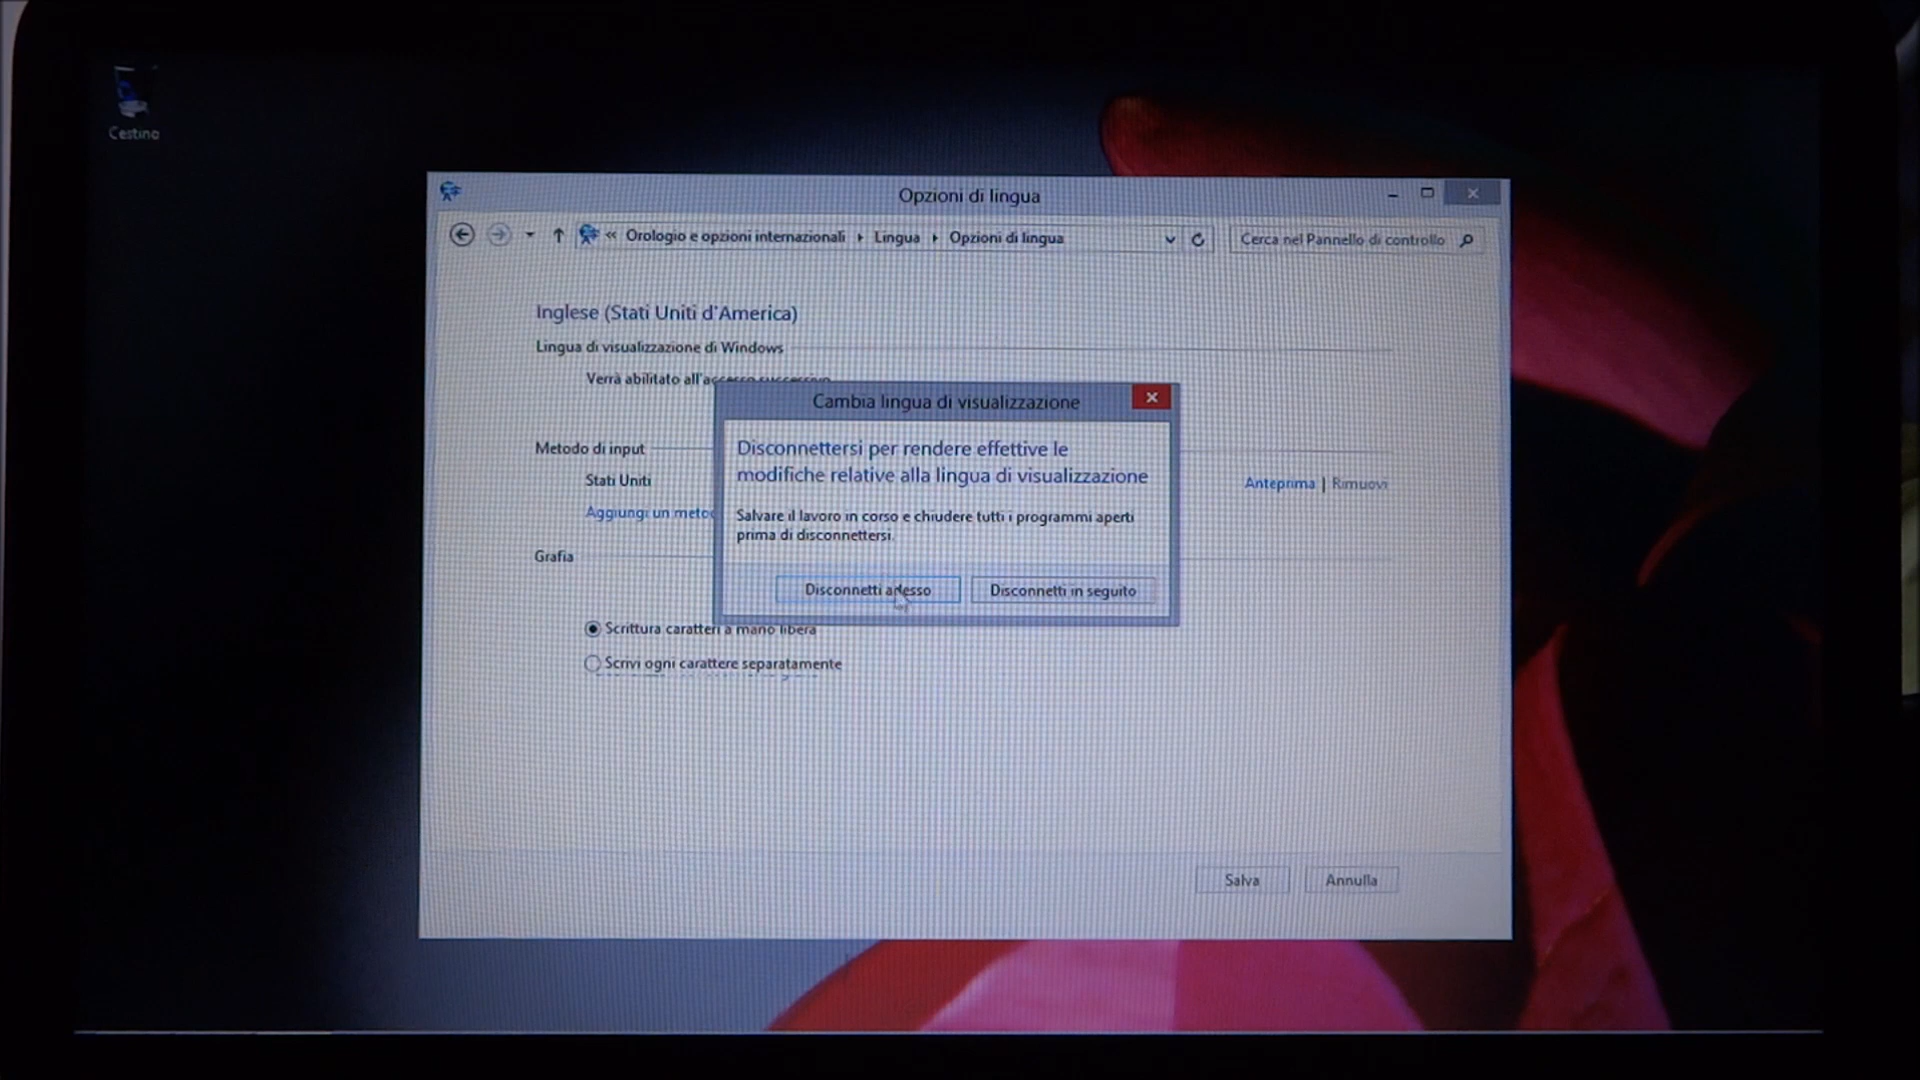 Cestino
Opzioni di lingua
« Orologio e opzioni internazionali Lingua Opzioni di lingua
Cerca nel Pannello di controllo
Inglese (Stati Uniti d'America)
Lingua di visualizzazione di Windows
Verrà abilitato all'accesso successivo
Cambia lingua di visualizzazione
Disconnettersi per rendere effettive le
modifiche relative alla lingua di visualizzazione
Salvare il lavoro in corso e chiudere tutti i programmi aperti
prima di disconnettersi.
Disconnetti adesso Disconnetti in seguito
Metodo di input
Stati Uniti
Anteprima | Rimuovi
Aggiungi un
Grafia
Scrittura caratteri a mano libera
Scrivi ogni carattere separatamente
Salva Annulla